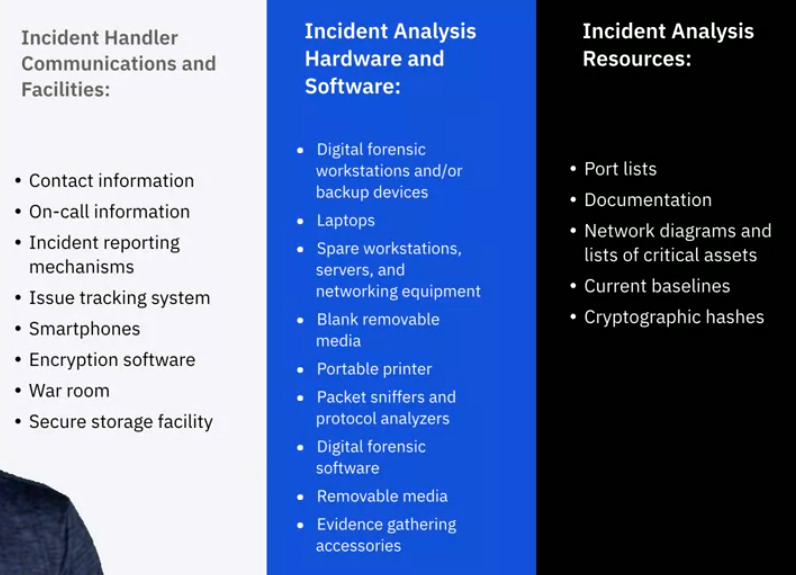 Incident Handler
Communications and
Facilities:
• Contact information
• On-call information
• Incident reporting
mechanisms
• Issue tracking system
• Smartphones
• Encryption software
• War room
• Secure storage facility
Incident Analysis
Hardware and
Software:
• Digital forensic
workstations and/or
backup devices
• Laptops
• Spare workstations,
servers, and
networking equipment
• Blank removable
media
• Portable printer
• Packet sniffers and
protocol analyzers
• Digital forensic
software
• Removable media
• Evidence gathering
accessories
Incident Analysis
Resources:
• Port lists
• Documentation
• Network diagrams and
lists of critical assets
• Current baselines
• Cryptographic hashes